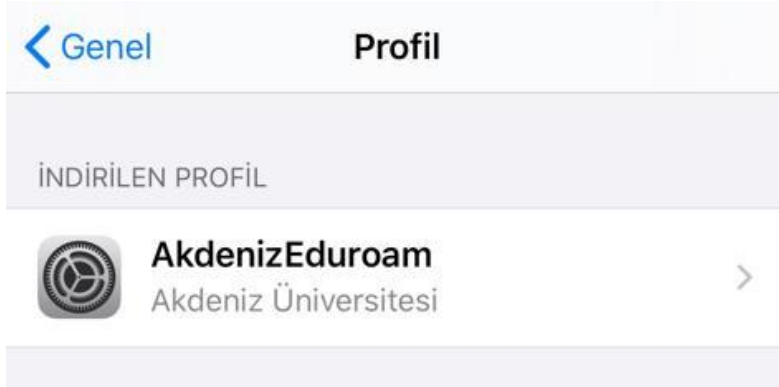 Genel Profil
İNDİRİLEN PROFİL
AkdenizEduroam
Akdeniz Üniversitesi